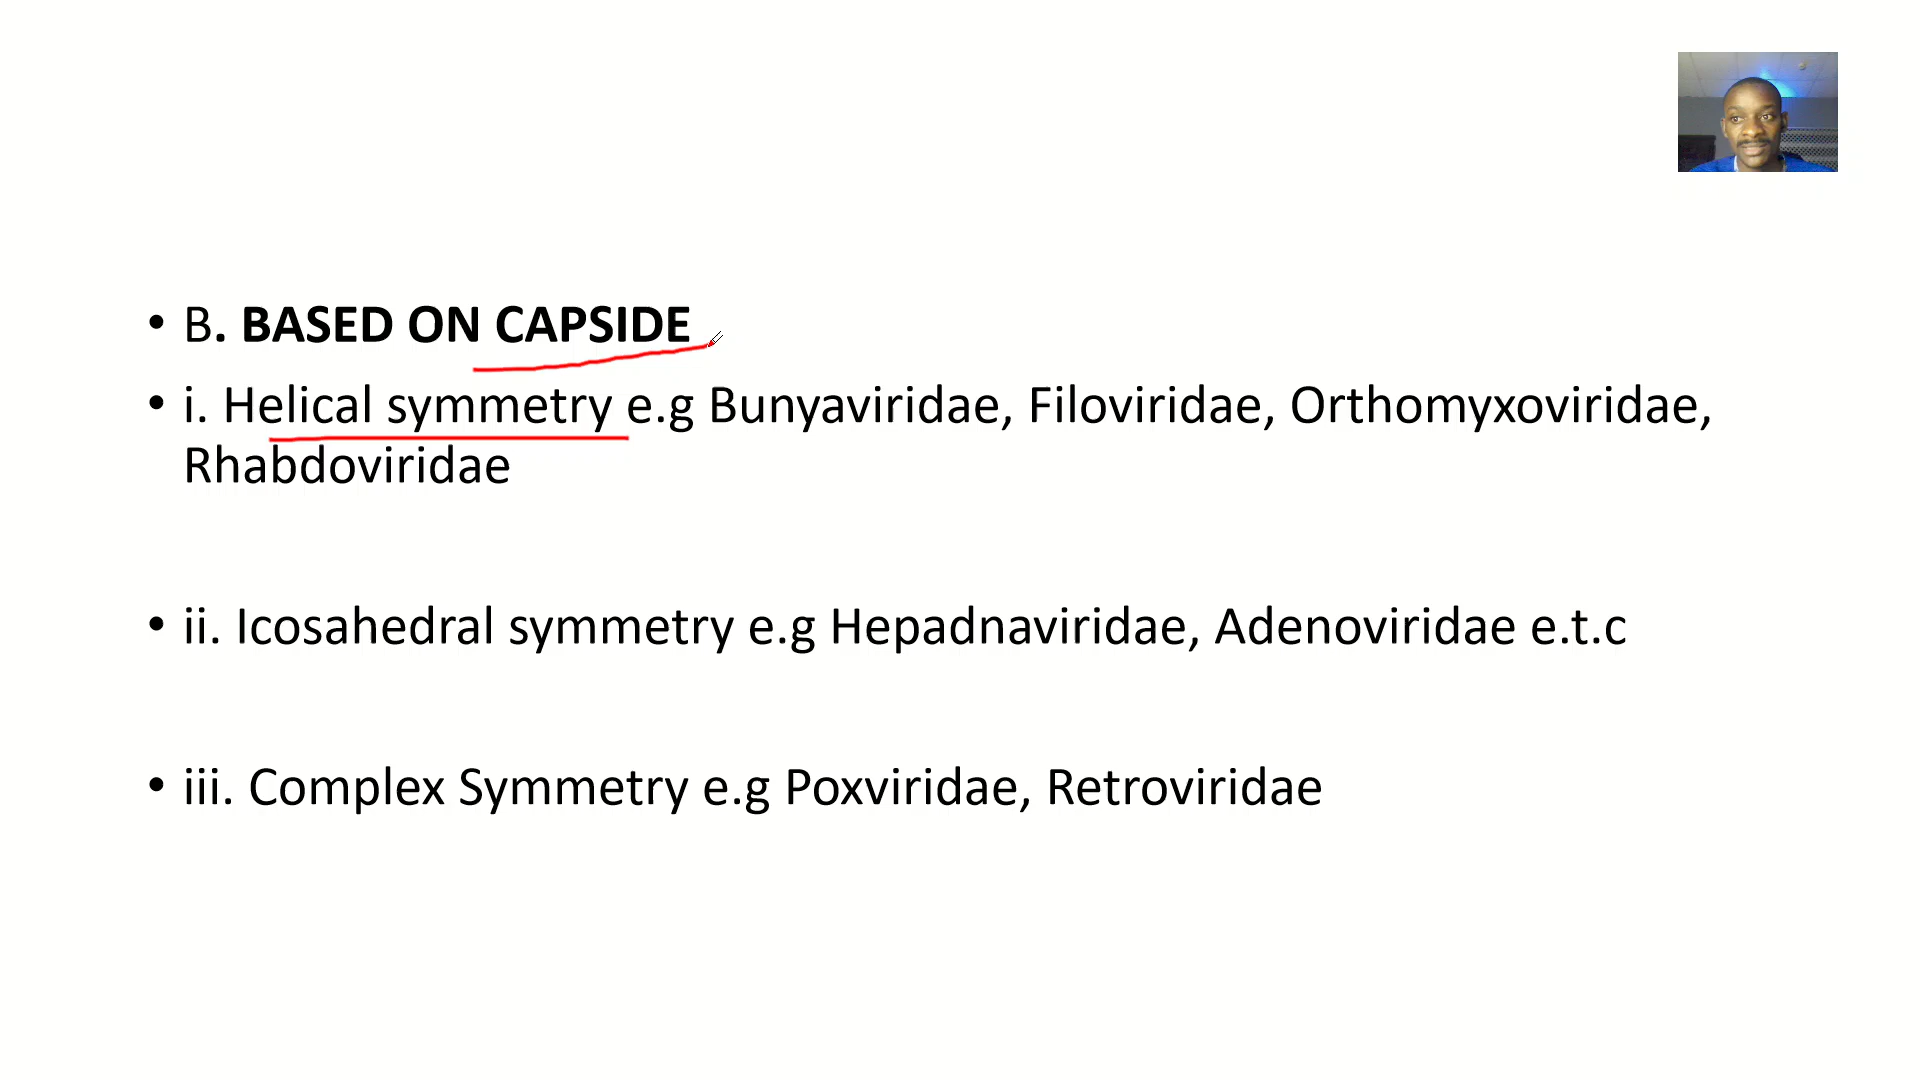 • B. BASED ON CAPSIDE
• i. Helical symmetry e.g Bunyaviridae, Filoviridae, Orthomyxoviridae,
Rhabdoviridae
• ii. Icosahedral symmetry e.g Hepadnaviridae, Adenoviridae e.t.c
• iii. Complex Symmetry e.g Poxviridae, Retroviridae